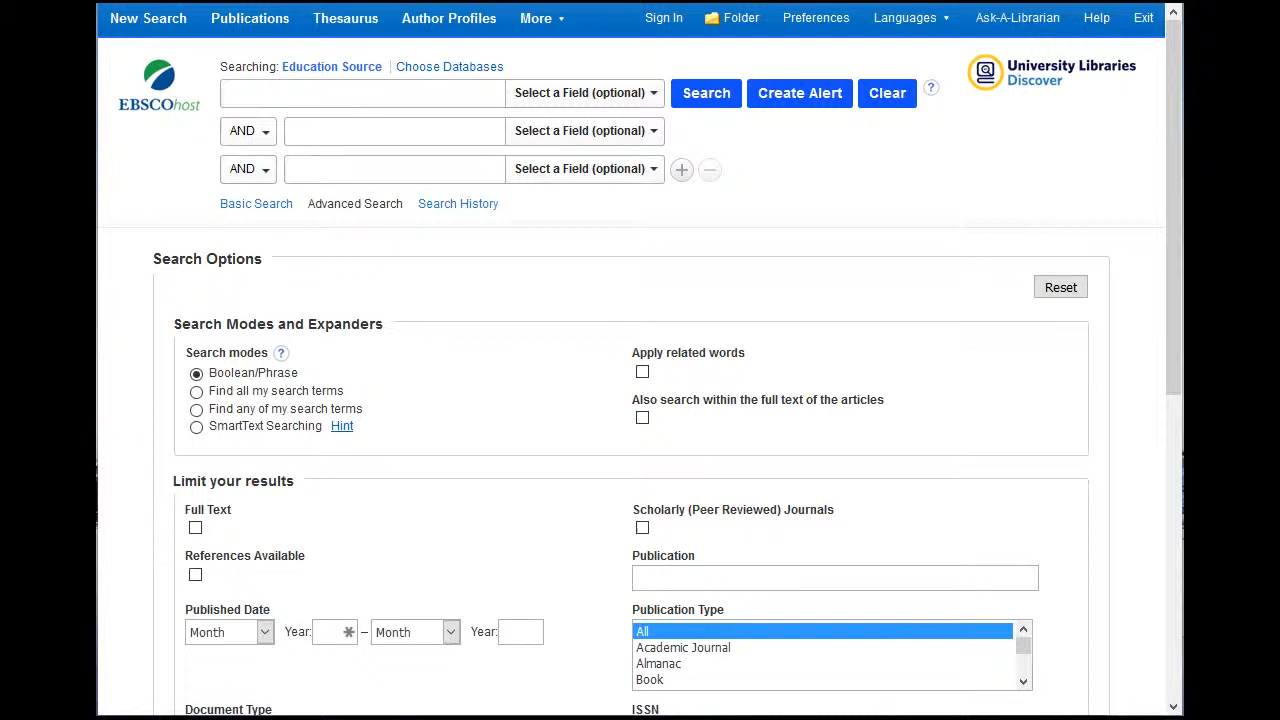 New Search Publications Thesaurus Author Profiles More Sign In Folder Preferences Languages Ask-A-Librarian Help Exit
Searching: Education Source Choose Databases
EBSCOhost
University Libraries
Discover
Select a Field (optional) Search Create Alert Clear ?
AND Select a Field (optional)
AND Select a Field (optional)
Basic Search Advanced Search Search History
Search Options
Reset
Search Modes and Expanders
Search modes ?
Boolean/Phrase
Find all my search terms
Find any of my search terms
SmartText Searching Hint
Apply related words
Also search within the full text of the articles
Limit your results
Full Text
References Available
Published Date
Month Year: * – Month Year:
Document Type
Scholarly (Peer Reviewed) Journals
Publication
Publication Type
All
Academic Journal
Almanac
Book
ISSN